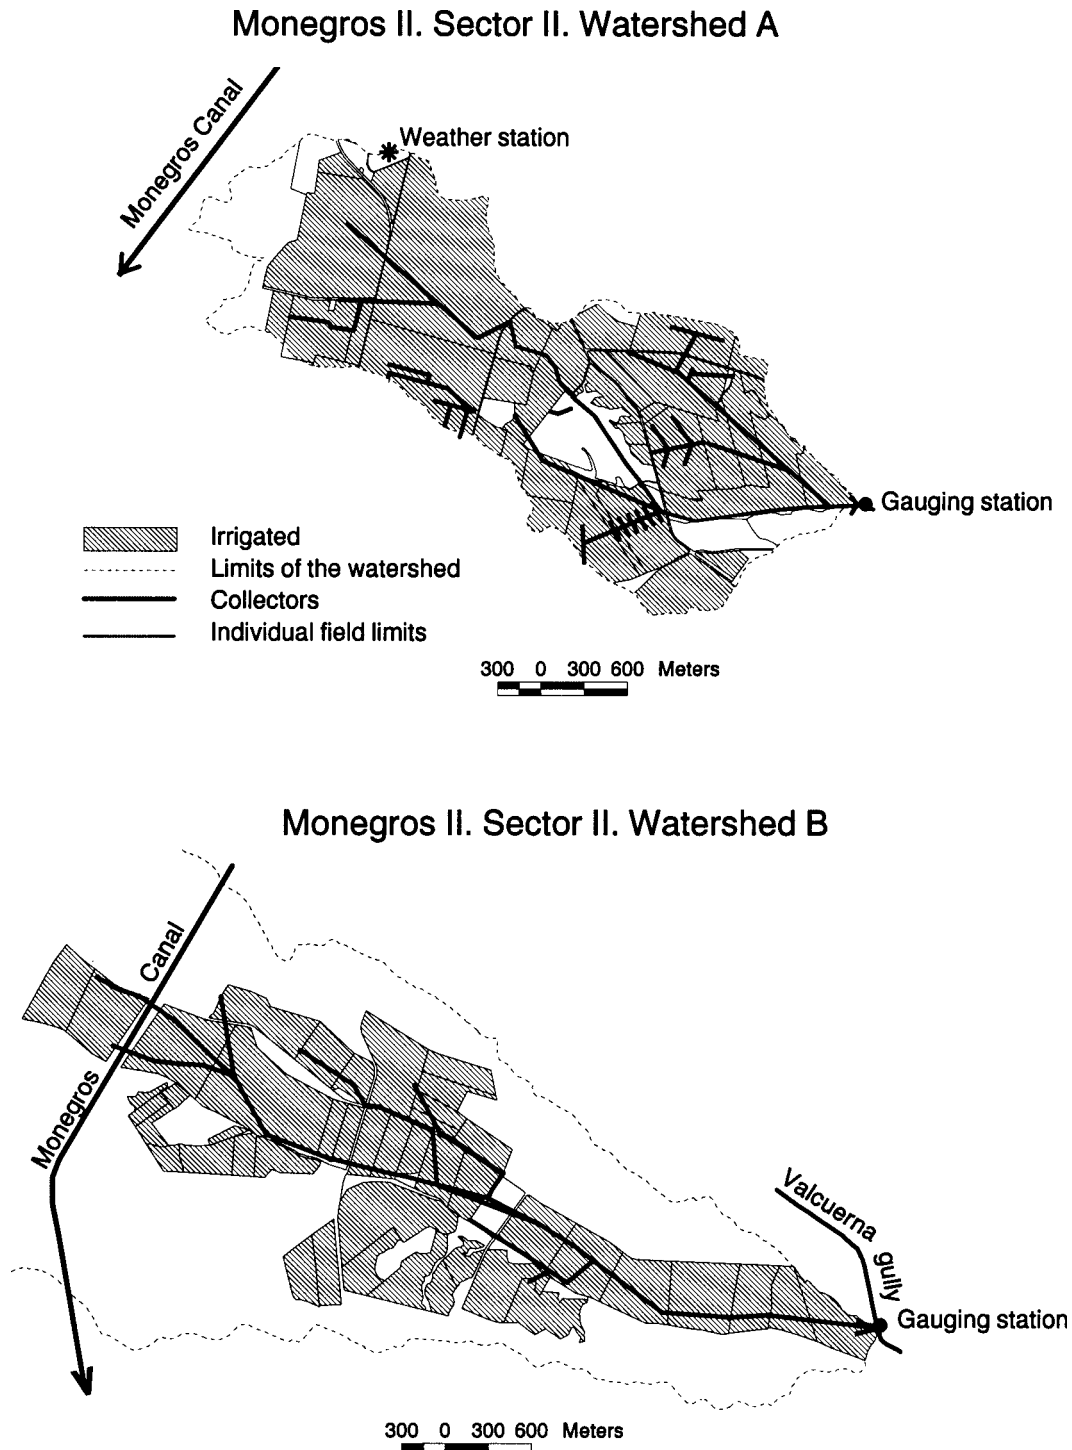 Monegros II. Sector II. Watershed A
Monegros Canal
Weather station
Gauging station
Irrigated
Limits of the watershed
Collectors
Individual field limits
300 0 300 600 Meters
Monegros II. Sector II. Watershed B
Monegros Canal
Valcuerna gully
Gauging station
300 0 300 600 Meters